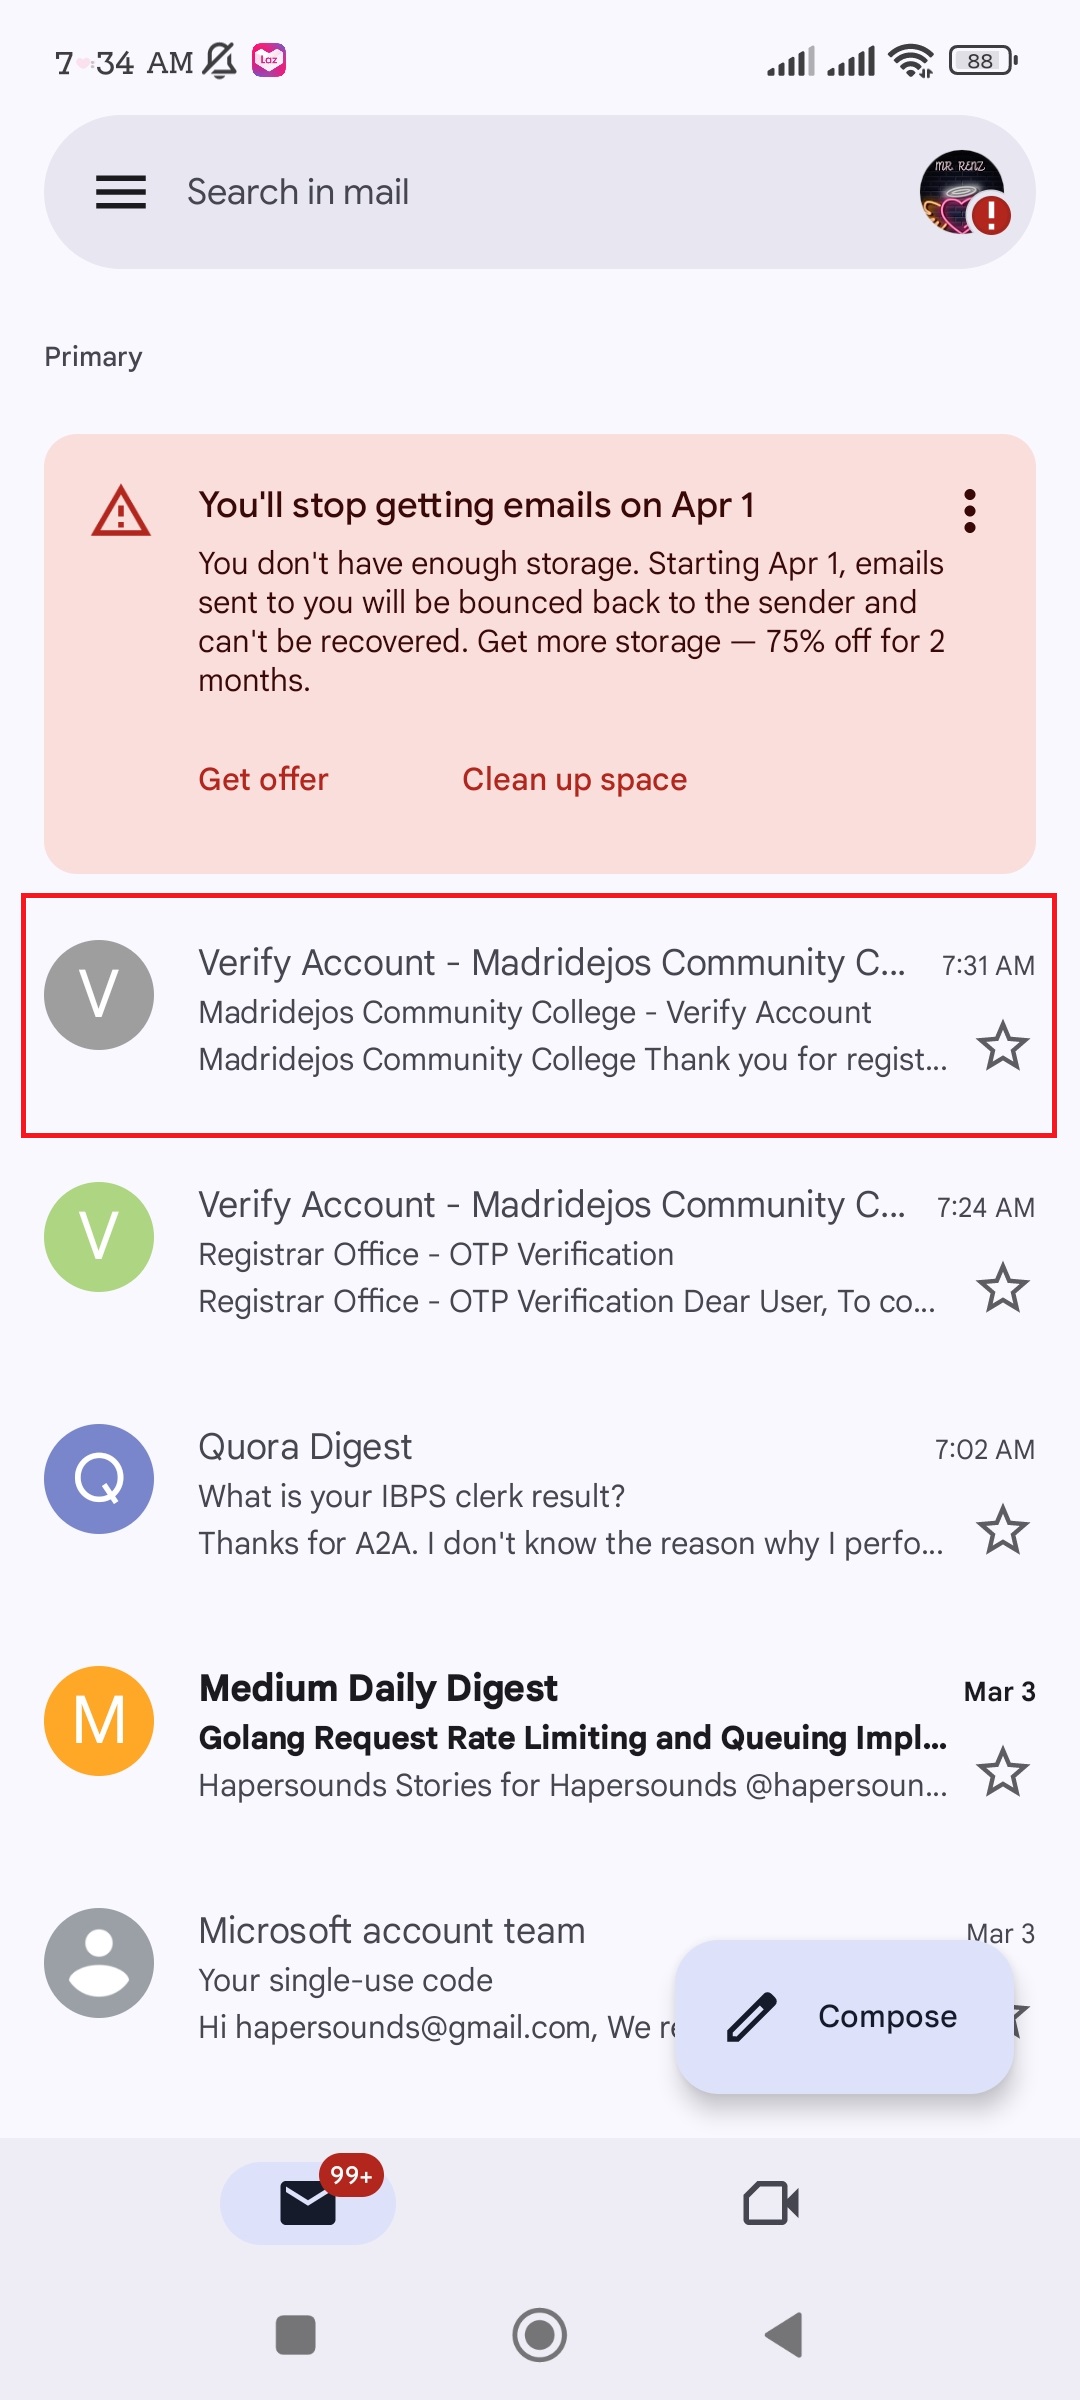 7:34 AM
Laz
88
Search in mail
MR. RENZ
Primary
You'll stop getting emails on Apr 1
You don't have enough storage. Starting Apr 1, emails
sent to you will be bounced back to the sender and
can't be recovered. Get more storage — 75% off for 2
months.
Get offer Clean up space
V
Verify Account - Madridejos Community C... 7:31 AM
Madridejos Community College - Verify Account
Madridejos Community College Thank you for regist...
V
Verify Account - Madridejos Community C... 7:24 AM
Registrar Office - OTP Verification
Registrar Office - OTP Verification Dear User, To co...
Q
Quora Digest 7:02 AM
What is your IBPS clerk result?
Thanks for A2A. I don't know the reason why I perfo...
M
Medium Daily Digest Mar 3
Golang Request Rate Limiting and Queuing Impl...
Hapersounds Stories for Hapersounds @hapersoun...
Microsoft account team Mar 3
Your single-use code
Hi hapersounds@gmail.com, We
Compose
99+